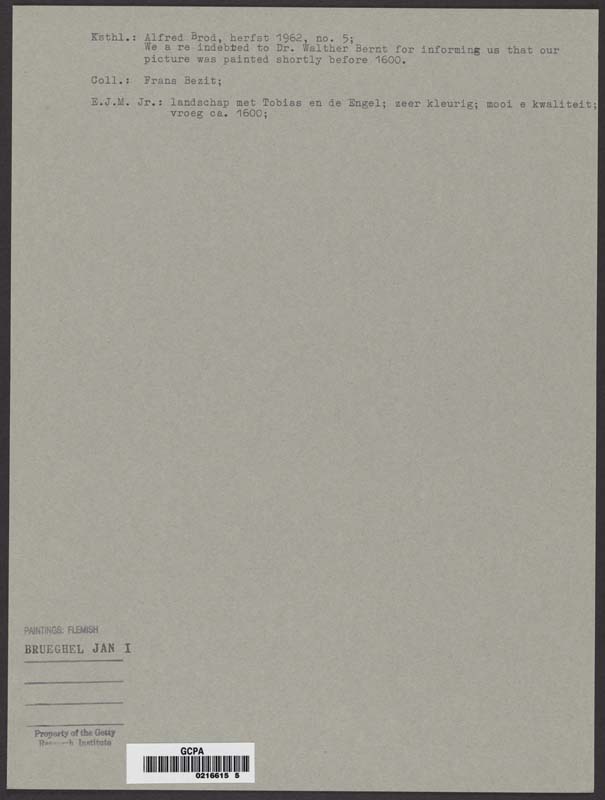 Ksthl.: Alfred Brod, herfst 1962, no. 5;
We a re indebted to Dr. Walther Bernt for informing us that our
picture was painted shortly before 1600.
Coll.: Frans Bezit;
E.J.M. Jr.: landschap met Tobias en de Engel; zeer kleurig; mooi e kwaliteit;
vroeg ca. 1600;
PAINTINGS: FLEMISH
BRUEGHEL JAN I
Property of the Getty
Research Institute
GCPA
0216615 5